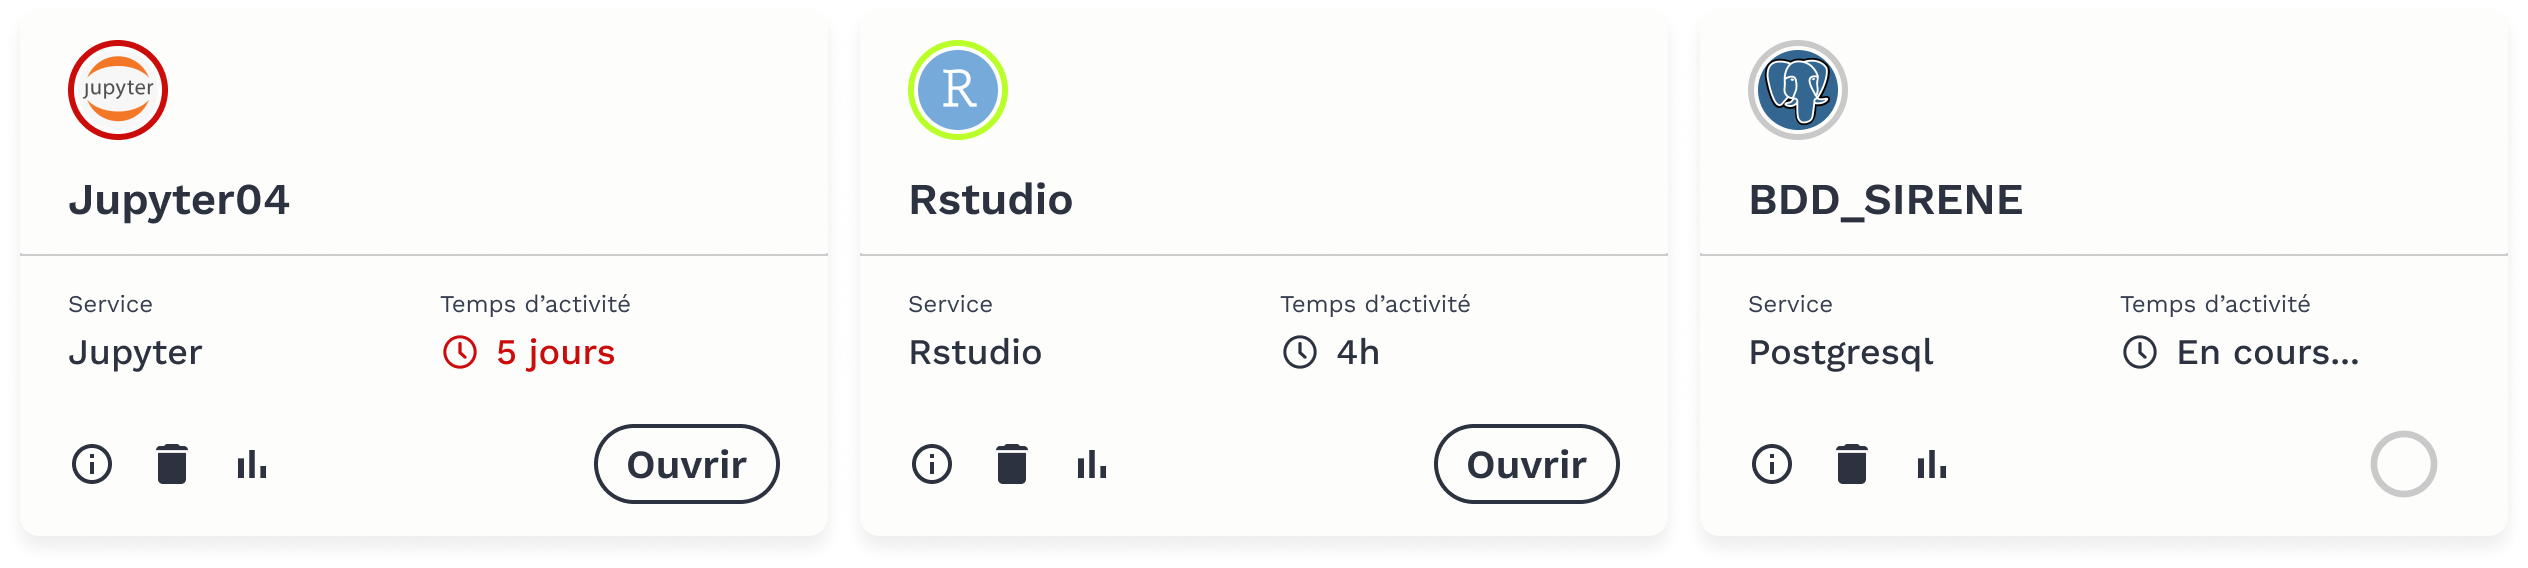 jupyter
Jupyter04
Service
Temps d’activité
Jupyter
5 jours
Ouvrir
R
Rstudio
Service
Temps d’activité
Rstudio
4h
Ouvrir
BDD_SIRENE
Service
Temps d’activité
Postgresql
En cours...